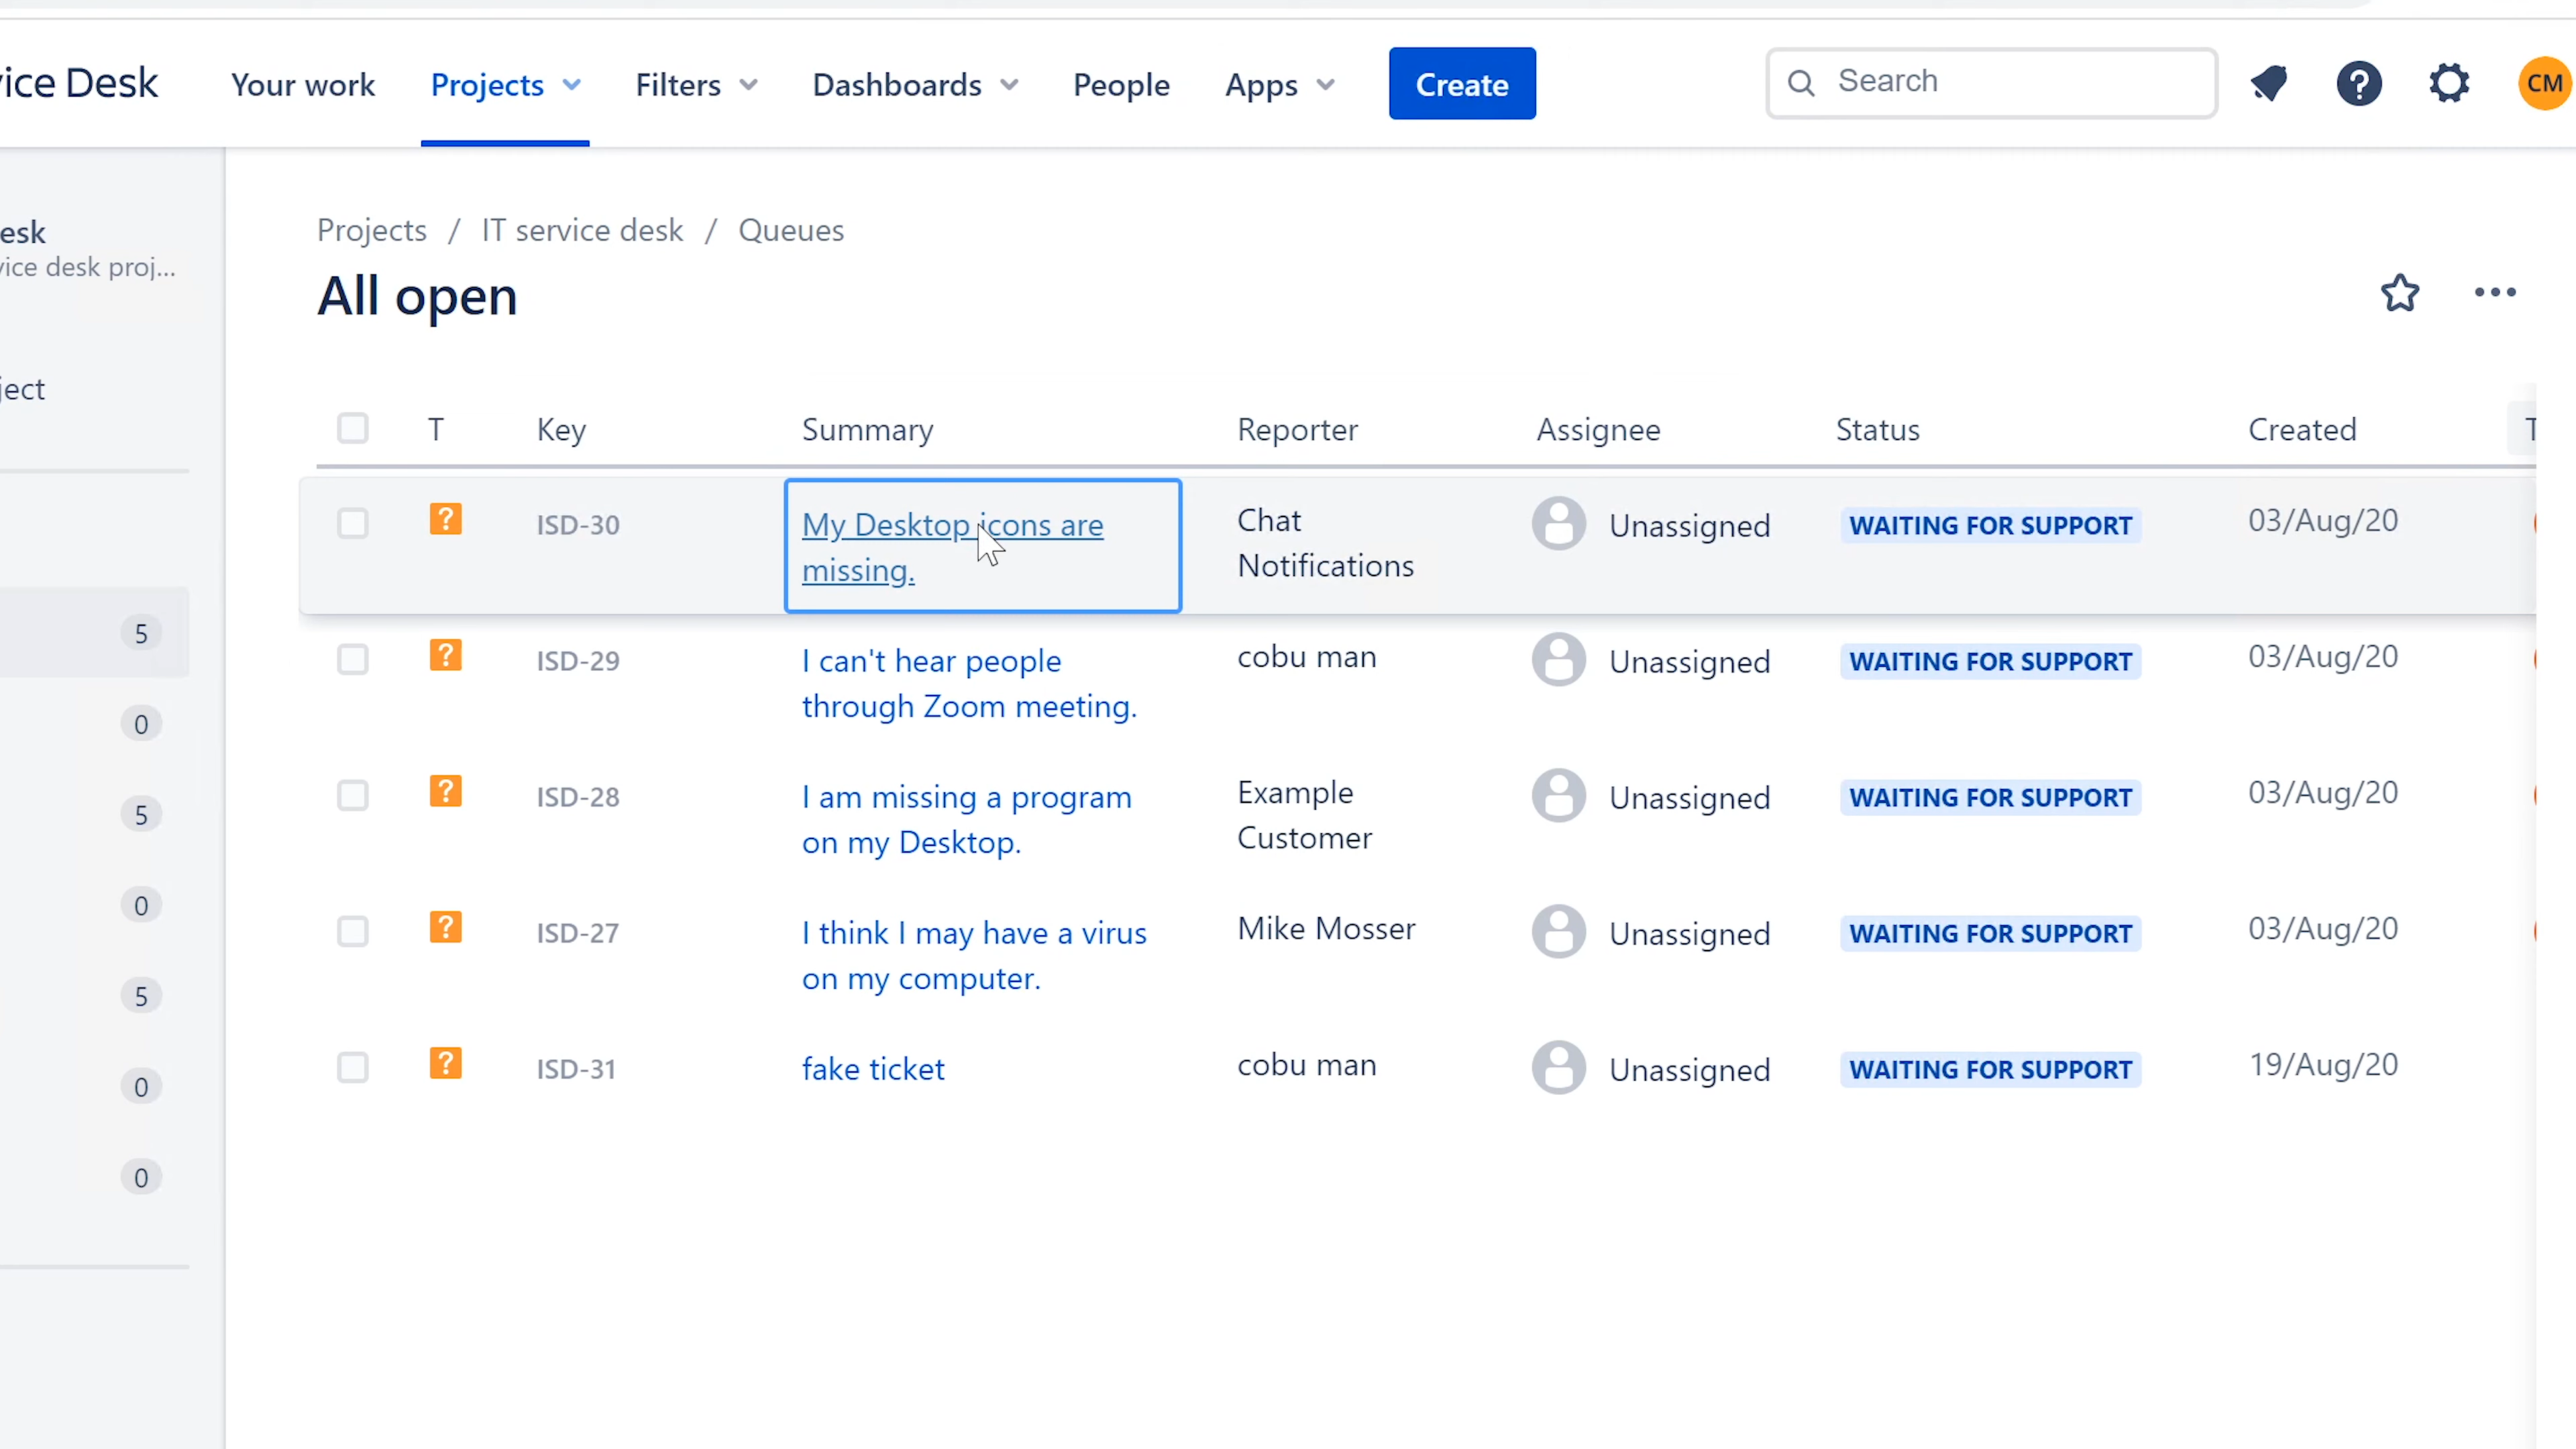 vice Desk Your work Projects Filters Dashboards People Apps Create Search ? CM
esk
vice desk proj...
ject
5
0
5
0
5
0
0
Projects / IT service desk / Queues
All open
T Key Summary Reporter Assignee Status Created T
? ISD-30 My Desktop icons are Chat Unassigned WAITING FOR SUPPORT 03/Aug/20
missing. Notifications
? ISD-29 I can't hear people cobu man Unassigned WAITING FOR SUPPORT 03/Aug/20
through Zoom meeting.
? ISD-28 I am missing a program Example Unassigned WAITING FOR SUPPORT 03/Aug/20
on my Desktop. Customer
? ISD-27 I think I may have a virus Mike Mosser Unassigned WAITING FOR SUPPORT 03/Aug/20
on my computer.
? ISD-31 fake ticket cobu man Unassigned WAITING FOR SUPPORT 19/Aug/20